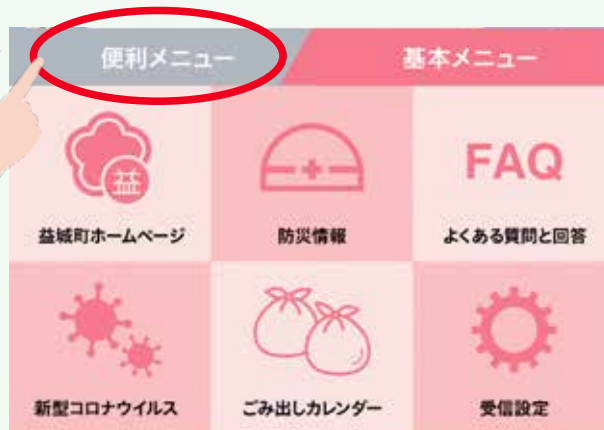 便利メニュー
基本メニュー
益
FAQ
益城町ホームページ
防災情報
よくある質問と回答
新型コロナウイルス
ごみ出しカレンダー
受信設定